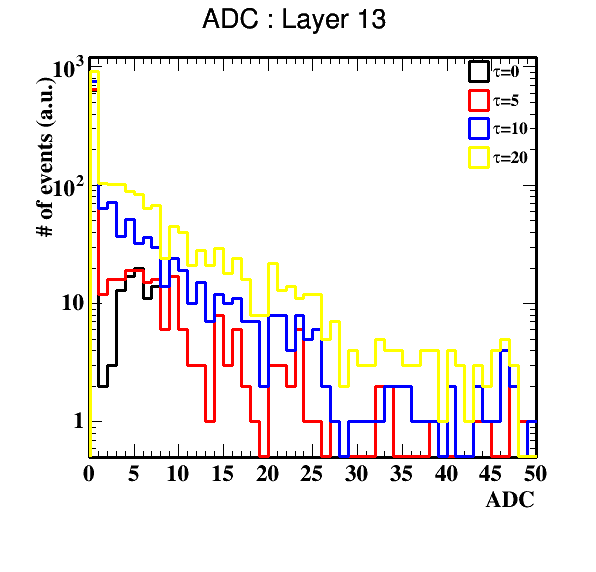 ADC : Layer 13
# of events (a.u.)
10³
10²
10
1
τ=0
τ=5
τ=10
τ=20
0 5 10 15 20 25 30 35 40 45 50
ADC